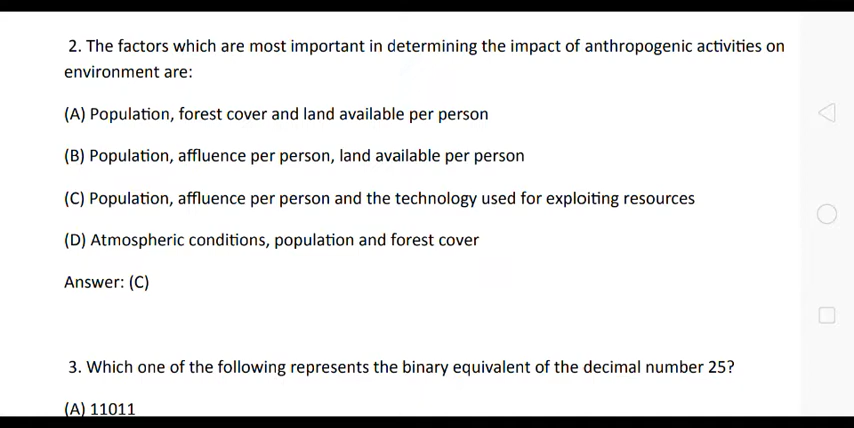 2. The factors which are most important in determining the impact of anthropogenic activities on
environment are:
(A) Population, forest cover and land available per person
(B) Population, affluence per person, land available per person
(C) Population, affluence per person and the technology used for exploiting resources
(D) Atmospheric conditions, population and forest cover
Answer: (C)
3. Which one of the following represents the binary equivalent of the decimal number 25?
(A) 11011